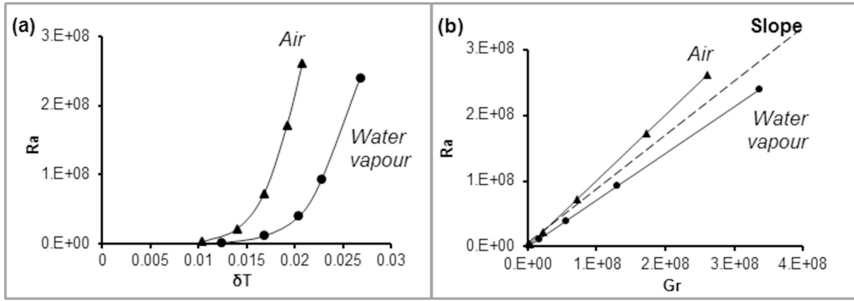 (a)
Air
Water
vapour
Ra
3.E+08
2.E+08
1.E+08
0.E+00
0
0.005
0.01
0.015
0.02
0.025
0.03
δT
(b)
Slope
Air
Water
vapour
Ra
3.E+08
2.E+08
1.E+08
0.E+00
0.E+00
1.E+08
2.E+08
3.E+08
4.E+08
Gr